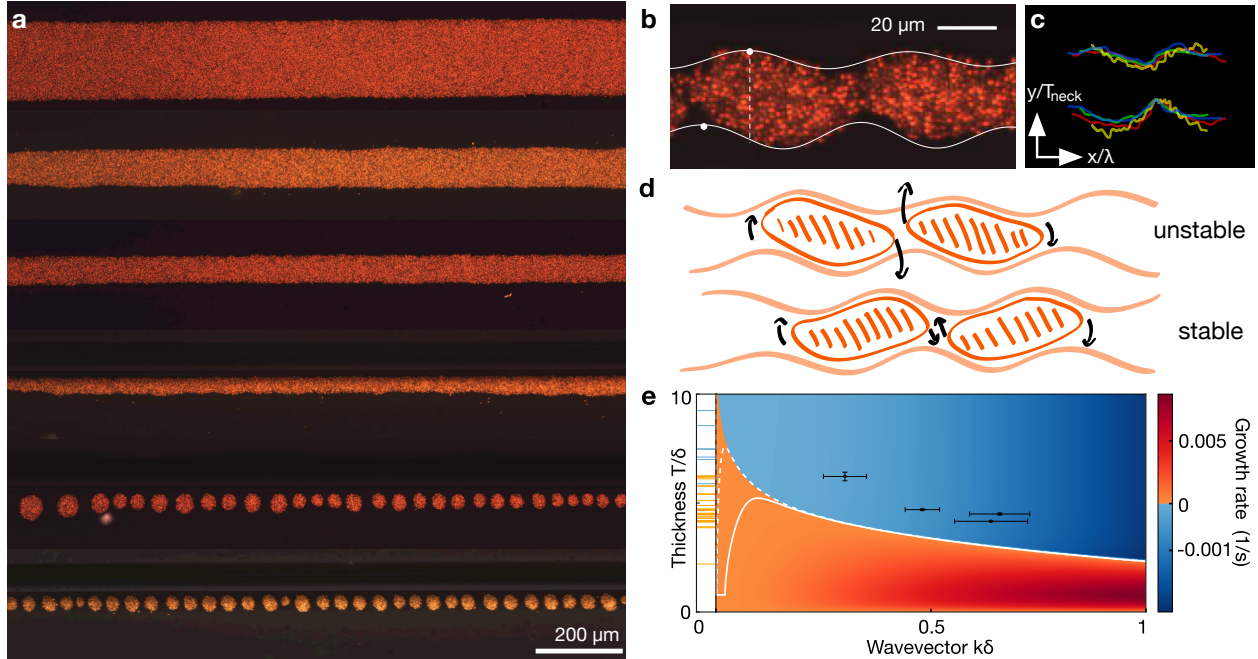 a
200 µm
b
20 µm
c
y/Tneck
x/λ
d
unstable
stable
e
10
Thickness T/δ
0
0
0.5
1
Wavevector kδ
0.005
0
-0.001
Growth rate (1/s)